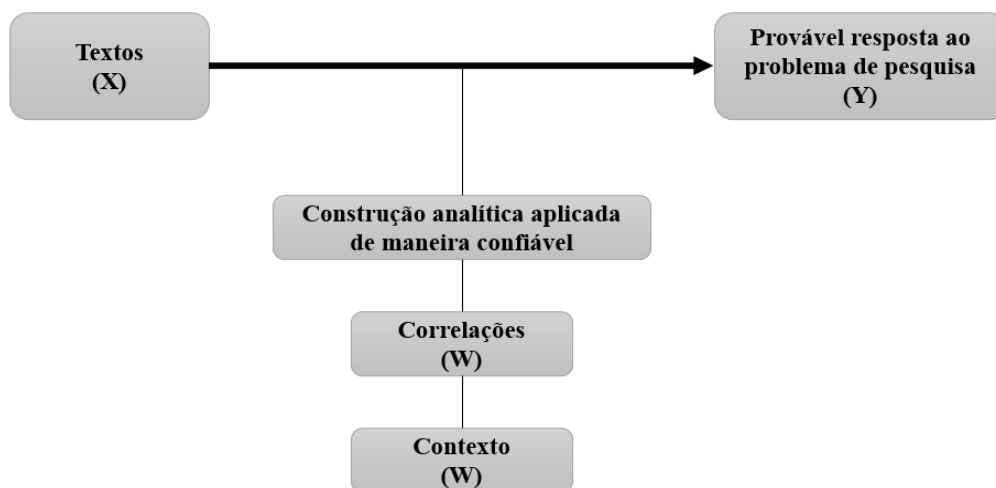 Textos
(X)
Provável resposta ao
problema de pesquisa
(Y)
Construção analítica aplicada
de maneira confiável
Correlações
(W)
Contexto
(W)